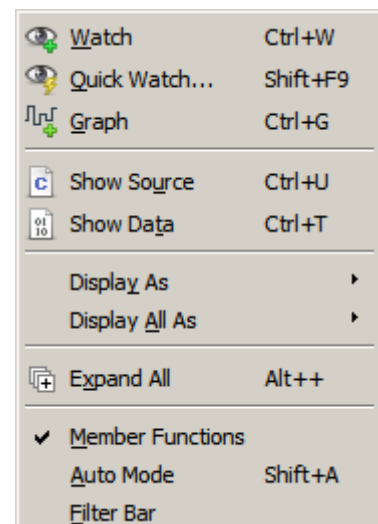 Watch Ctrl+W
Quick Watch... Shift+F9
Graph Ctrl+G
Show Source Ctrl+U
Show Data Ctrl+T
Display As
Display All As
Expand All Alt++
Member Functions
Auto Mode Shift+A
Filter Bar